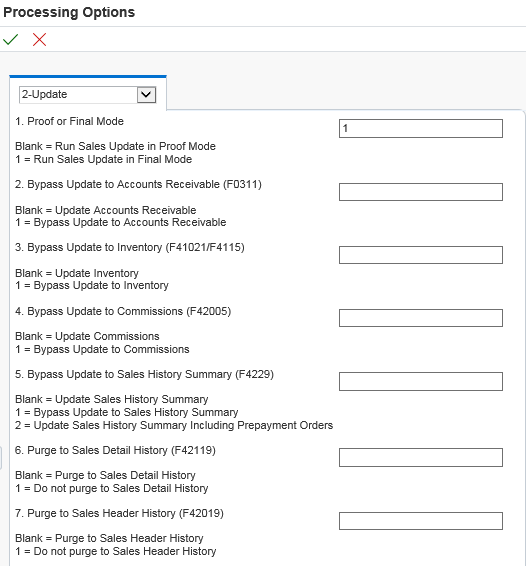 Processing Options
2-Update
1. Proof or Final Mode
1
Blank = Run Sales Update in Proof Mode
1 = Run Sales Update in Final Mode
2. Bypass Update to Accounts Receivable (F0311)
Blank = Update Accounts Receivable
1 = Bypass Update to Accounts Receivable
3. Bypass Update to Inventory (F41021/F4115)
Blank = Update Inventory
1 = Bypass Update to Inventory
4. Bypass Update to Commissions (F42005)
Blank = Update Commissions
1 = Bypass Update to Commissions
5. Bypass Update to Sales History Summary (F4229)
Blank = Update Sales History Summary
1 = Bypass Update to Sales History Summary
2 = Update Sales History Summary Including Prepayment Orders
6. Purge to Sales Detail History (F42119)
Blank = Purge to Sales Detail History
1 = Do not purge to Sales Detail History
7. Purge to Sales Header History (F42019)
Blank = Purge to Sales Header History
1 = Do not purge to Sales Header History